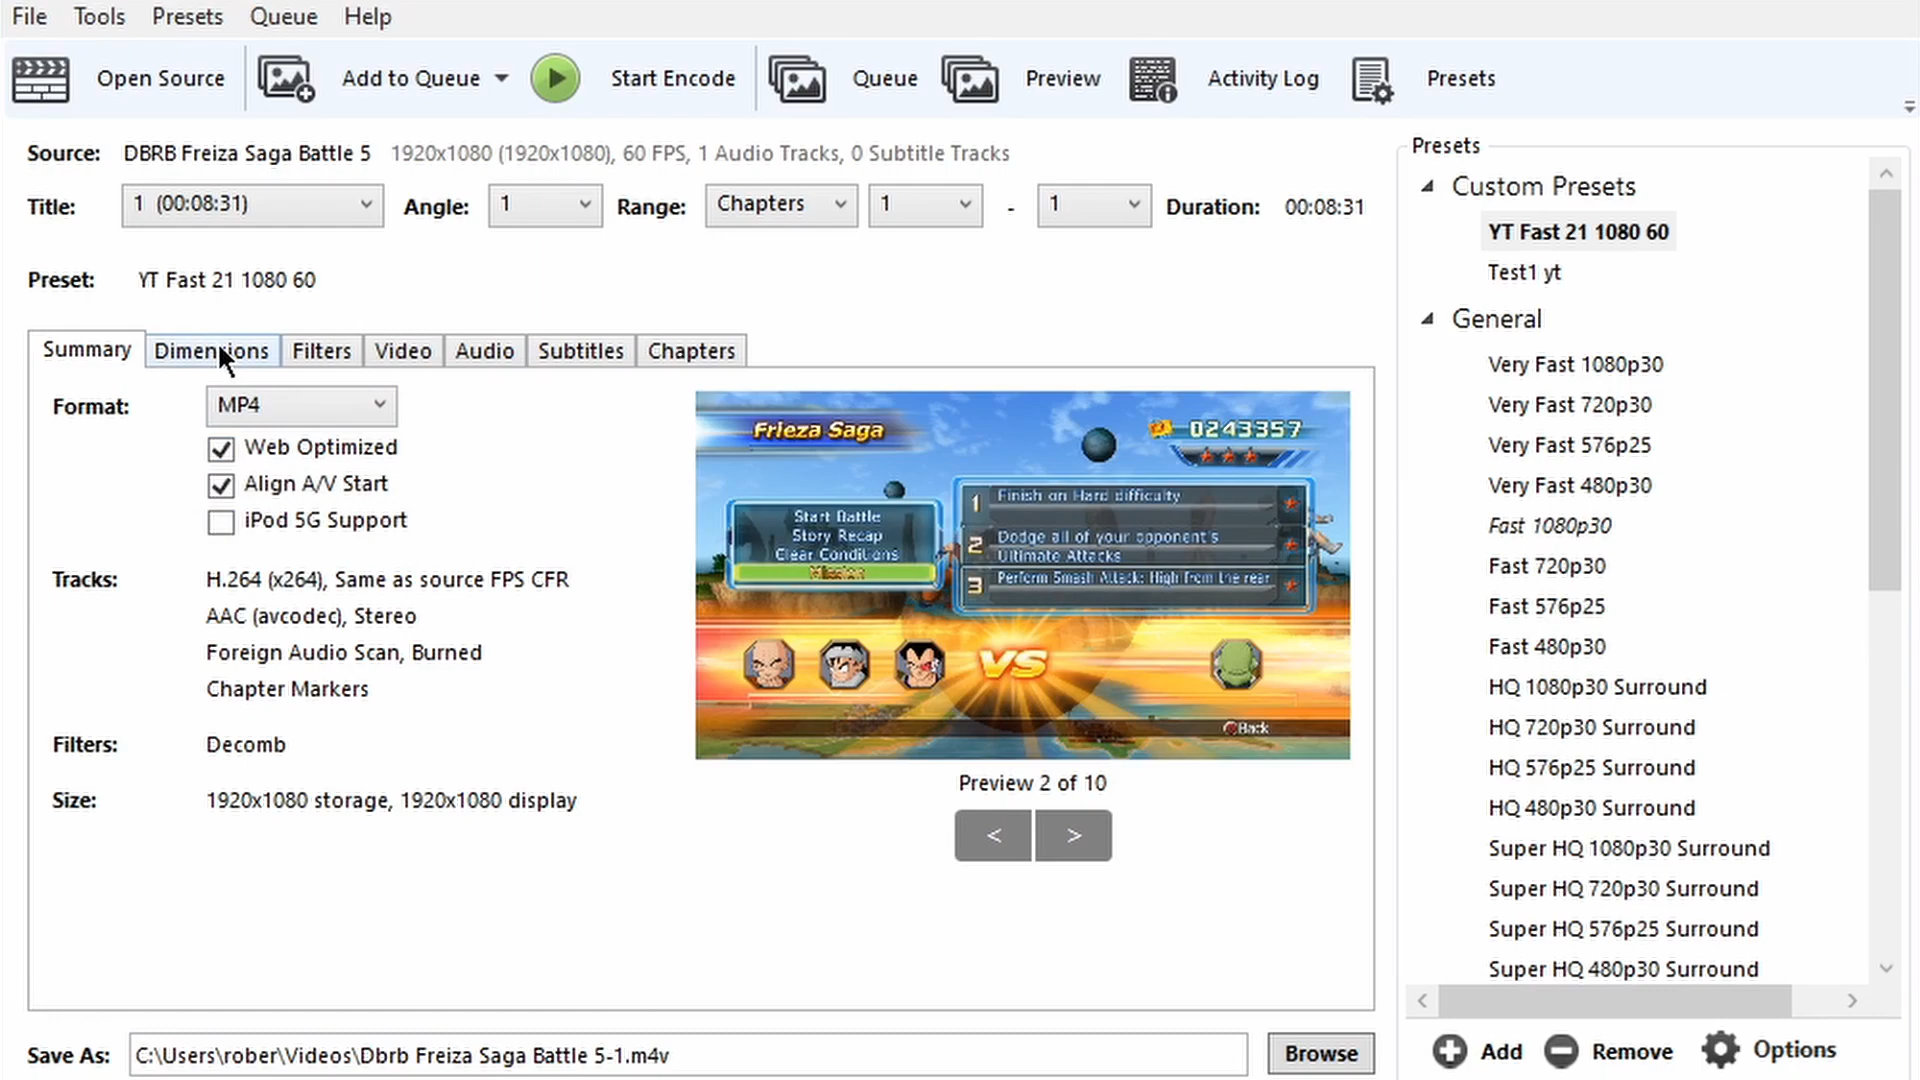 File Tools Presets Queue Help
Open Source Add to Queue Start Encode Queue Preview Activity Log Presets
Source: DBRB Freiza Saga Battle 5 1920x1080 (1920x1080), 60 FPS, 1 Audio Tracks, 0 Subtitle Tracks
Title: 1 (00:08:31) Angle: 1 Range: Chapters 1 - 1 Duration: 00:08:31
Preset: YT Fast 21 1080 60
Summary Dimensions Filters Video Audio Subtitles Chapters
Format: MP4
Web Optimized
Align A/V Start
iPod 5G Support
Tracks: H.264 (x264), Same as source FPS CFR
AAC (avcodec), Stereo
Foreign Audio Scan, Burned
Chapter Markers
Filters: Decomb
Size: 1920x1080 storage, 1920x1080 display
Frieza Saga
0243357
Start Battle
Story Recap
Clear Conditions
Mission
1 Finish on Hard difficulty
2 Dodge all of your opponent's
Ultimate Attacks
3 Perform Smash Attack: High from the rear
VS
Back
Preview 2 of 10
< >
Save As: C:\Users\rober\Videos\Dbrb Freiza Saga Battle 5-1.m4v Browse
Presets
Custom Presets
YT Fast 21 1080 60
Test1 yt
General
Very Fast 1080p30
Very Fast 720p30
Very Fast 576p25
Very Fast 480p30
Fast 1080p30
Fast 720p30
Fast 576p25
Fast 480p30
HQ 1080p30 Surround
HQ 720p30 Surround
HQ 576p25 Surround
HQ 480p30 Surround
Super HQ 1080p30 Surround
Super HQ 720p30 Surround
Super HQ 576p25 Surround
Super HQ 480p30 Surround
Add Remove Options